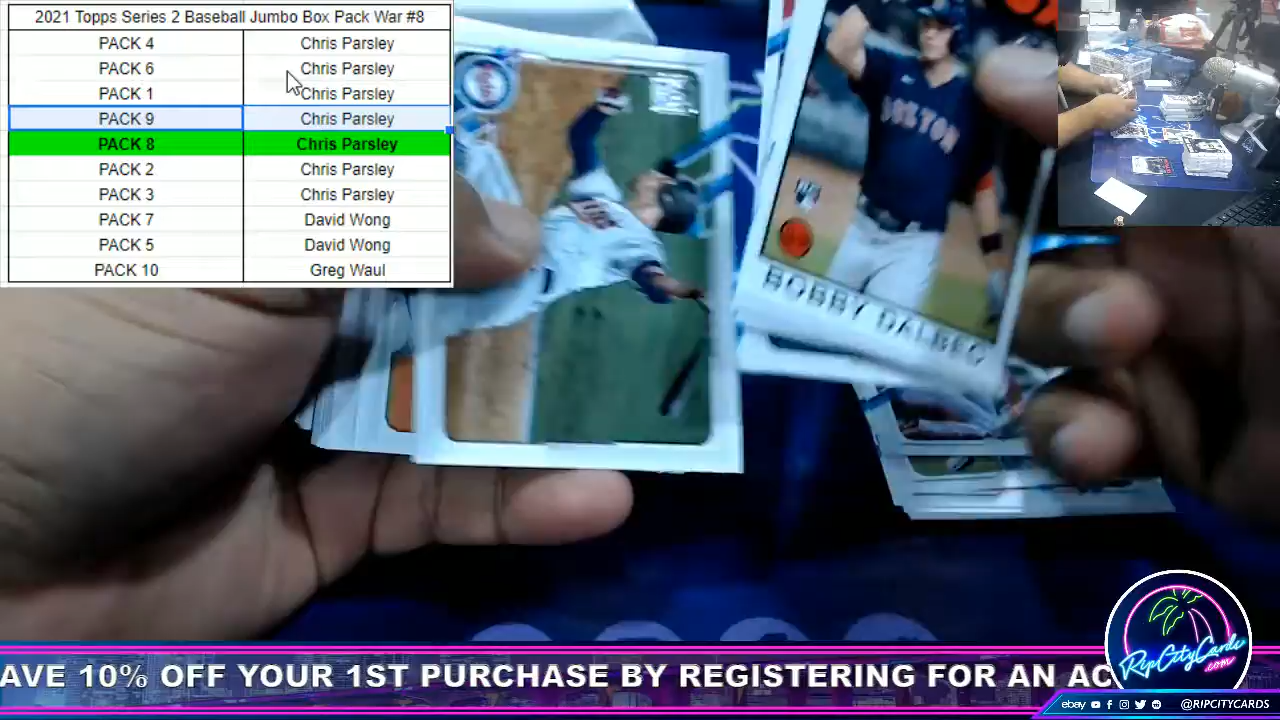 2021 Topps Series 2 Baseball Jumbo Box Pack War #8
PACK 4 Chris Parsley
PACK 6 Chris Parsley
PACK 1 Chris Parsley
PACK 9 Chris Parsley
PACK 8 Chris Parsley
PACK 2 Chris Parsley
PACK 3 Chris Parsley
PACK 7 David Wong
PACK 5 David Wong
PACK 10 Greg Waul
BOSTON
BOBBY DALBEC
AVE 10% OFF YOUR 1ST PURCHASE BY REGISTERING FOR AN AC
RipCityCards
.com
ebay @RIPCITYCARDS